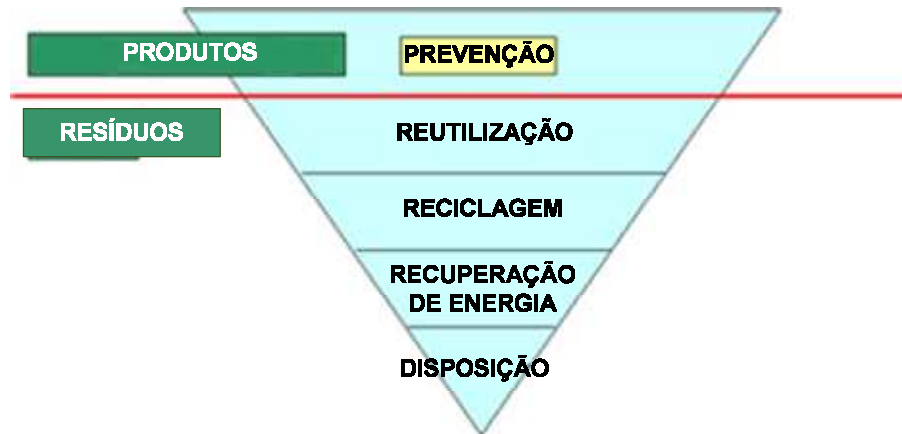 PRODUTOS
PREVENÇÃO
RESÍDUOS
REUTILIZAÇÃO
RECICLAGEM
RECUPERAÇÃO
DE ENERGIA
DISPOSIÇÃO